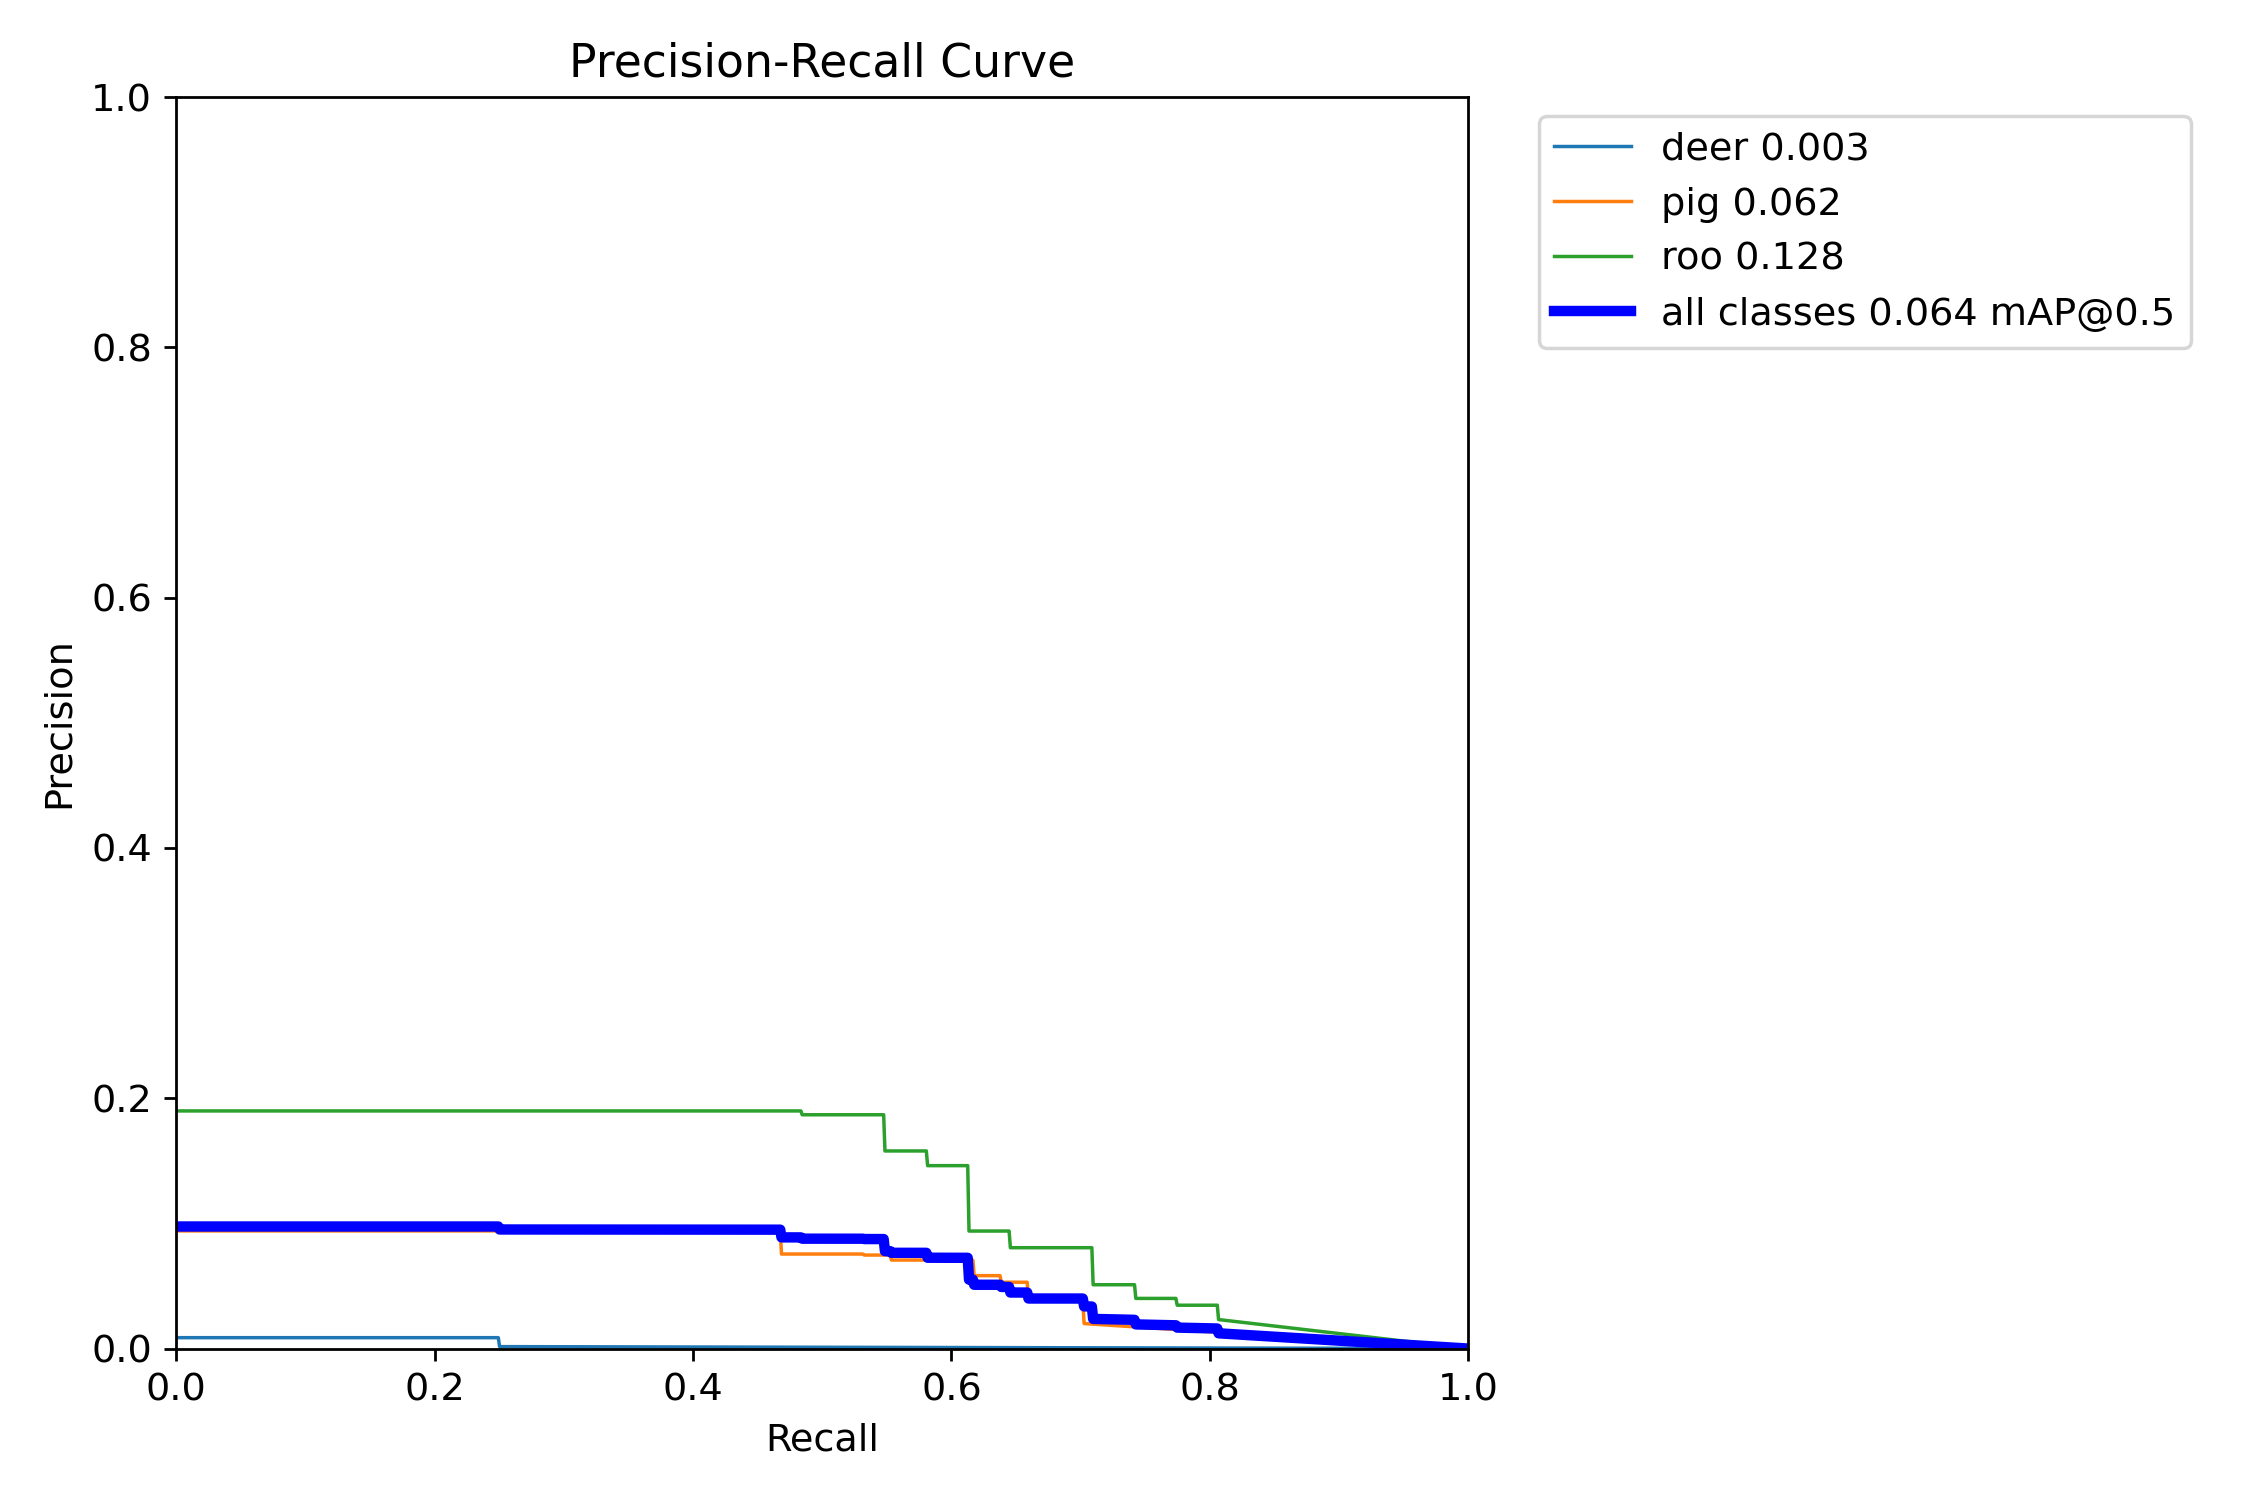 Precision-Recall Curve
1.0
0.8
0.6
0.4
0.2
0.0
Precision
0.0 0.2 0.4 0.6 0.8 1.0
Recall
deer 0.003
pig 0.062
roo 0.128
all classes 0.064 mAP@0.5